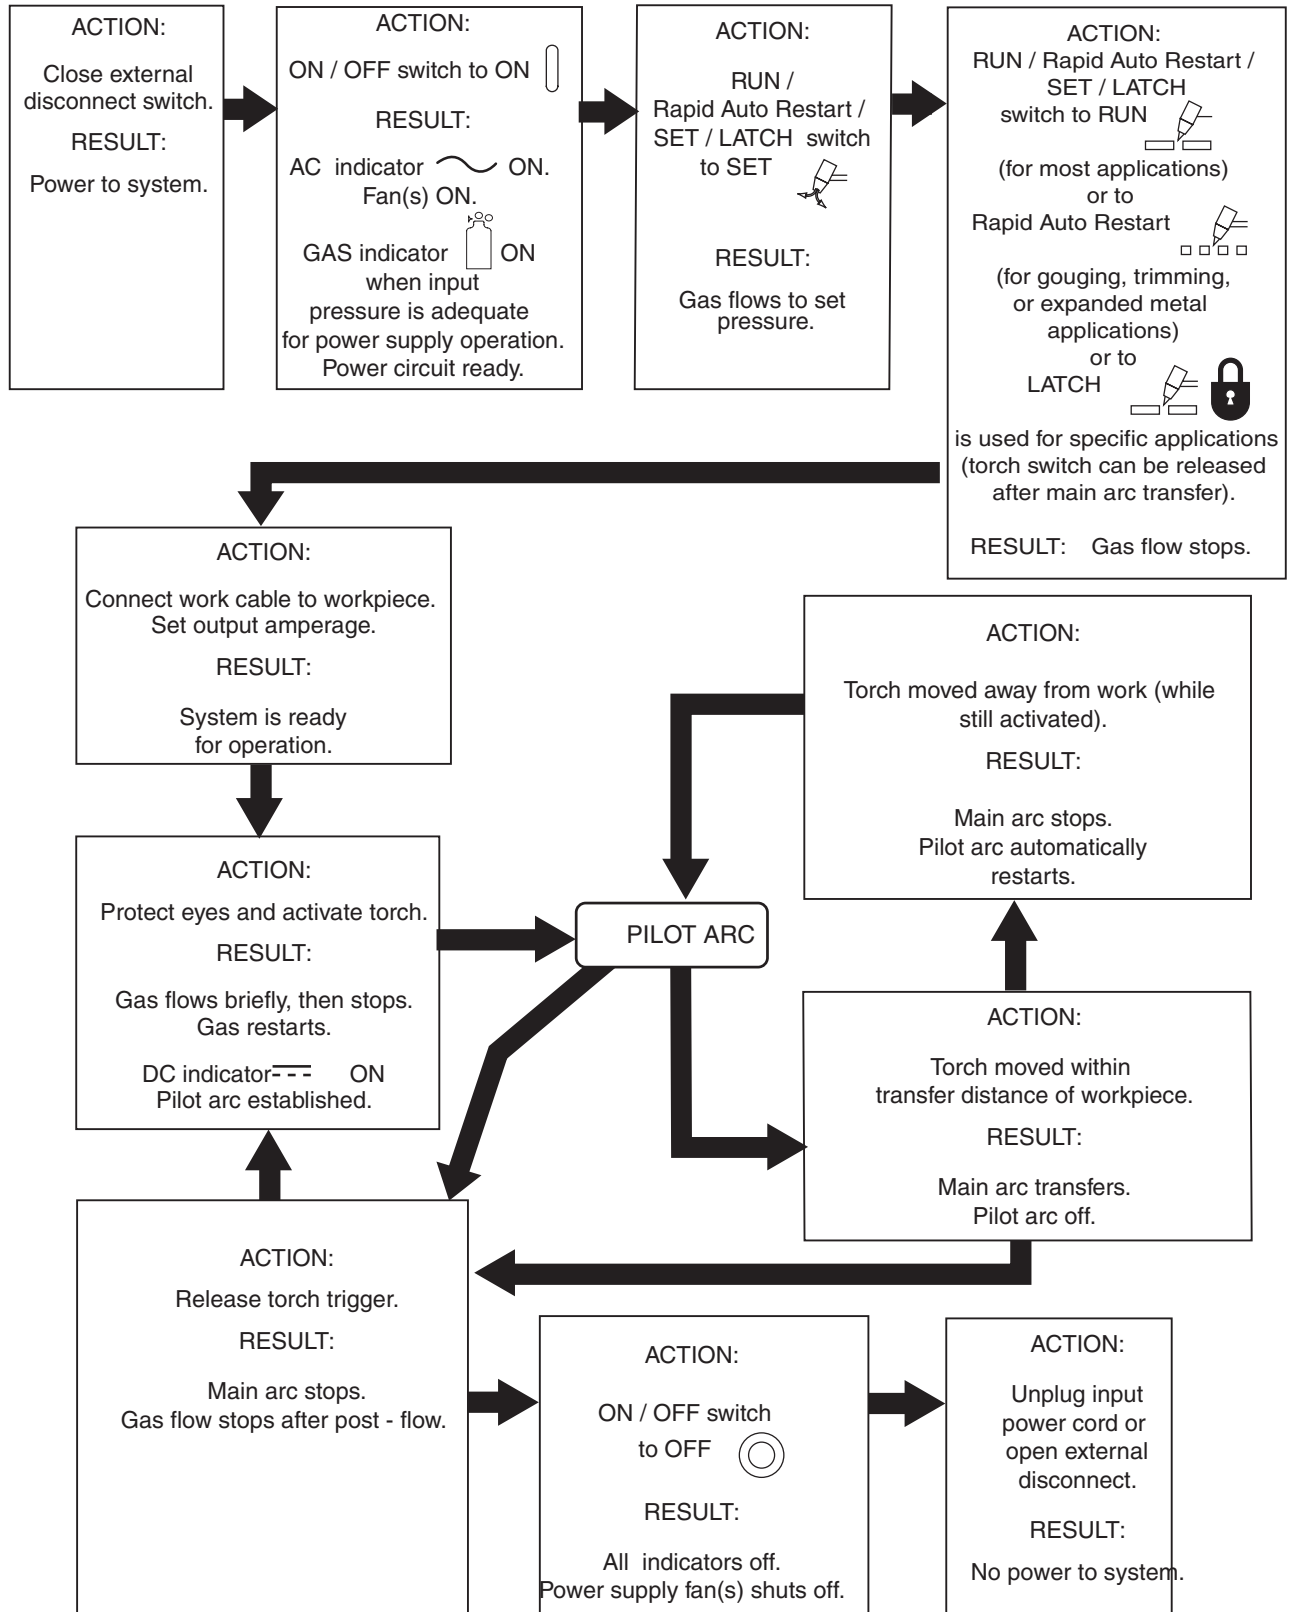 ACTION:
Close external
disconnect switch.
RESULT:
Power to system.
ACTION:
ON / OFF switch to ON
RESULT:
AC indicator ON.
Fan(s) ON.
GAS indicator ON
when input
pressure is adequate
for power supply operation.
Power circuit ready.
ACTION:
RUN /
Rapid Auto Restart /
SET / LATCH switch
to SET
RESULT:
Gas flows to set
pressure.
ACTION:
RUN / Rapid Auto Restart /
SET / LATCH
switch to RUN
(for most applications)
or to
Rapid Auto Restart
(for gouging, trimming,
or expanded metal
applications)
or to
LATCH
is used for specific applications
(torch switch can be released
after main arc transfer).
RESULT: Gas flow stops.
ACTION:
Connect work cable to workpiece.
Set output amperage.
RESULT:
System is ready
for operation.
ACTION:
Protect eyes and activate torch.
RESULT:
Gas flows briefly, then stops.
Gas restarts.
DC indicator ON
Pilot arc established.
PILOT ARC
ACTION:
Torch moved away from work (while
still activated).
RESULT:
Main arc stops.
Pilot arc automatically
restarts.
ACTION:
Torch moved within
transfer distance of workpiece.
RESULT:
Main arc transfers.
Pilot arc off.
ACTION:
Release torch trigger.
RESULT:
Main arc stops.
Gas flow stops after post - flow.
ACTION:
ON / OFF switch
to OFF
RESULT:
All indicators off.
Power supply fan(s) shuts off.
ACTION:
Unplug input
power cord or
open external
disconnect.
RESULT:
No power to system.